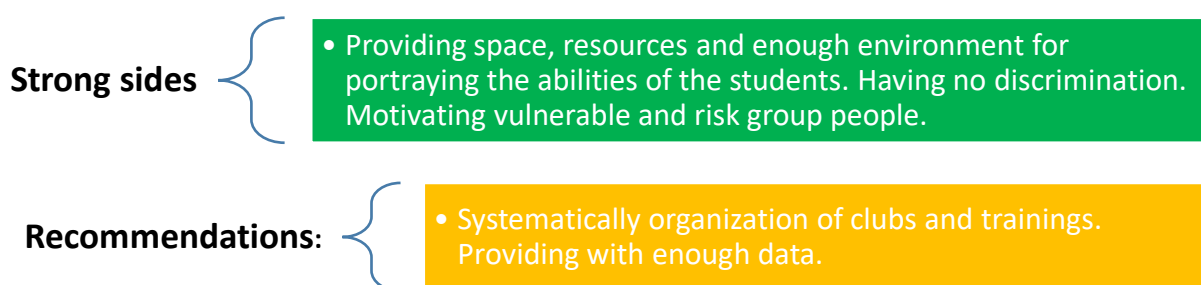 Strong sides
• Providing space, resources and enough environment for
portraying the abilities of the students. Having no discrimination.
Motivating vulnerable and risk group people.
Recommendations:
• Systematically organization of clubs and trainings.
Providing with enough data.